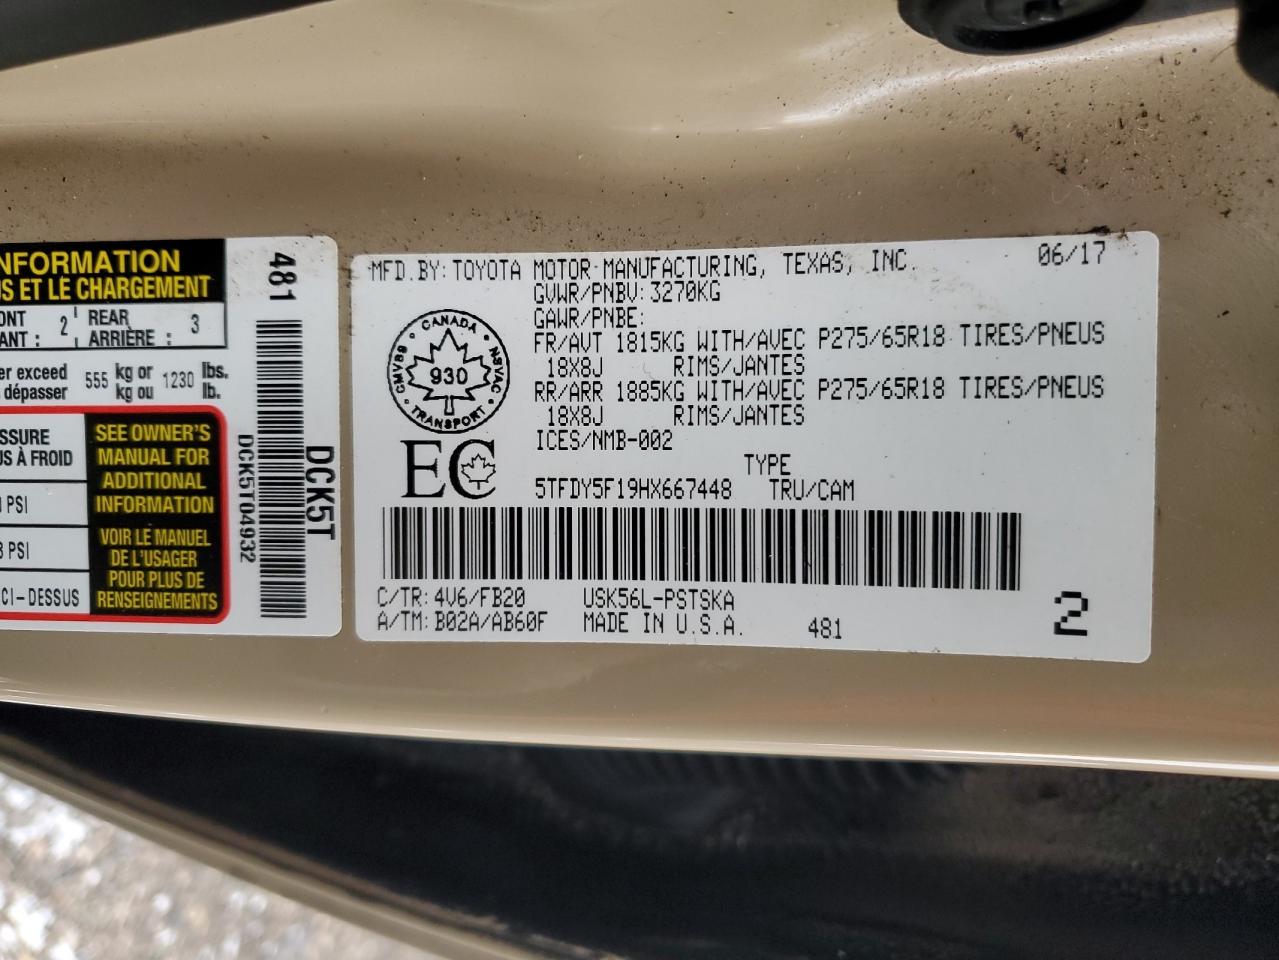 NFORMATION
US ET LE CHARGEMENT
ONT
ANT : 2 REAR
ARRIÈRE : 3
er exceed
dépasser 555 kg or
kg ou 1230 lbs.
lb.
SSURE
US À FROID
PSI
PSI
CI-DESSUS
SEE OWNER'S
MANUAL FOR
ADDITIONAL
INFORMATION
VOIR LE MANUEL
DE L'USAGER
POUR PLUS DE
RENSEIGNEMENTS
481
DCK5T
DCK5T04932
MFD.BY:TOYOTA MOTOR MANUFACTURING, TEXAS, INC. 06/17
GVWR/PNBV:3270KG
GAWR/PNBE:
FR/AVT 1815KG WITH/AVEC P275/65R18 TIRES/PNEUS
18X8J RIMS/JANTES
RR/ARR 1885KG WITH/AVEC P275/65R18 TIRES/PNEUS
18X8J RIMS/JANTES
ICES/NMB-002
CANADA
CMVSS NSVAC
930
TRANSPORT
EC
TYPE
5TFDY5F19HX667448 TRU/CAM
C/TR:4V6/FB20 USK56L-PSTSKA
A/TM:B02A/AB60F MADE IN U.S.A. 481
2